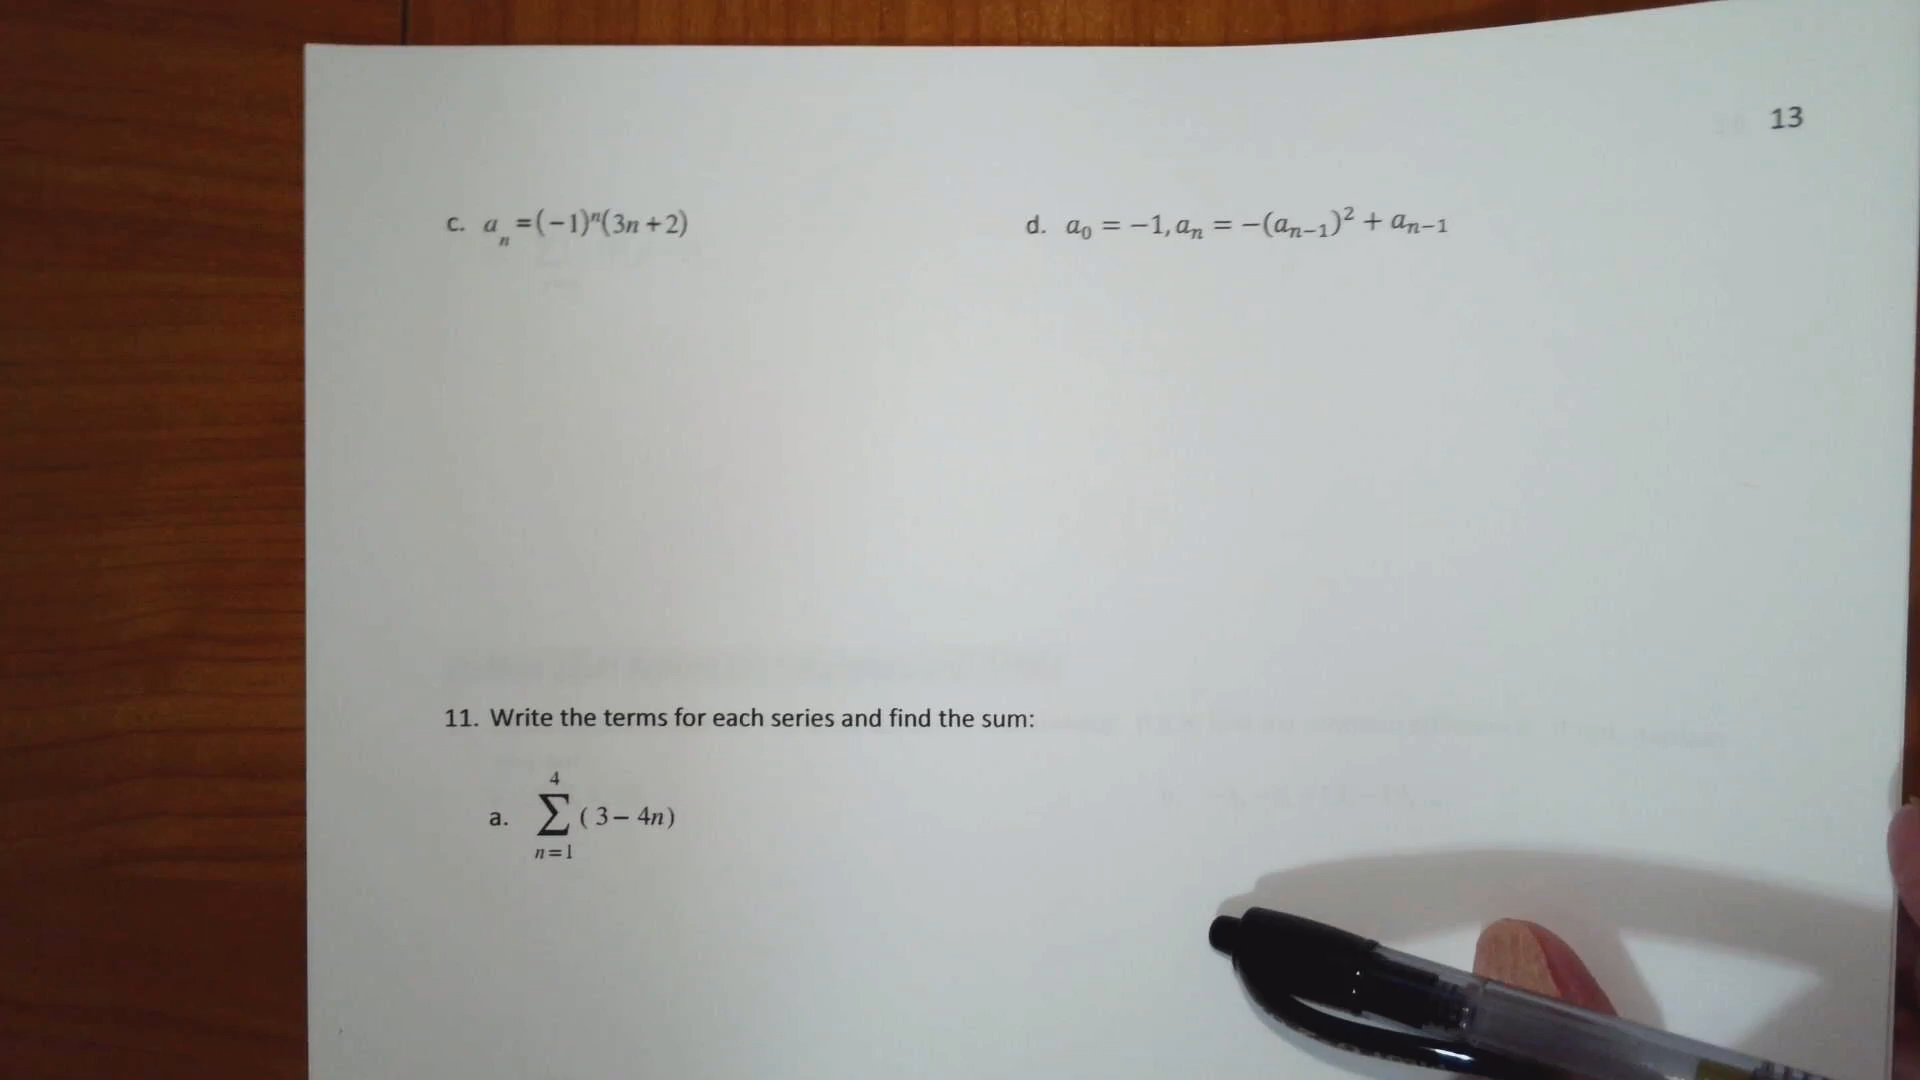 13
c. aₙ =(−1)ⁿ(3n+2)
d. a₀ = −1, aₙ = −(aₙ₋₁)² + aₙ₋₁
11. Write the terms for each series and find the sum:
4
a. ∑ ( 3 − 4n)
n=1